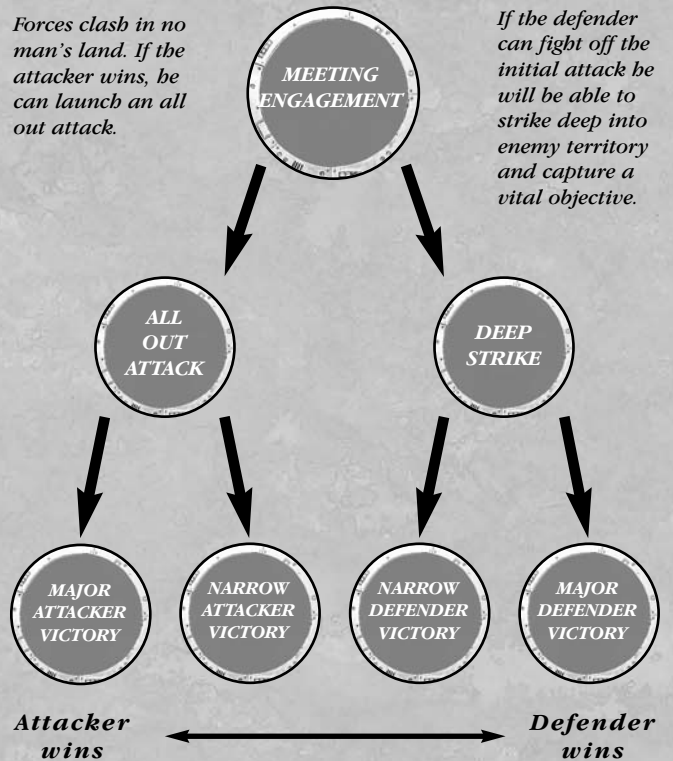 Forces clash in no
man's land. If the
attacker wins, he
can launch an all
out attack.
MEETING
ENGAGEMENT
If the defender
can fight off the
initial attack he
will be able to
strike deep into
enemy territory
and capture a
vital objective.
ALL
OUT
ATTACK
DEEP
STRIKE
MAJOR
ATTACKER
VICTORY
NARROW
ATTACKER
VICTORY
NARROW
DEFENDER
VICTORY
MAJOR
DEFENDER
VICTORY
Attacker
wins
Defender
wins